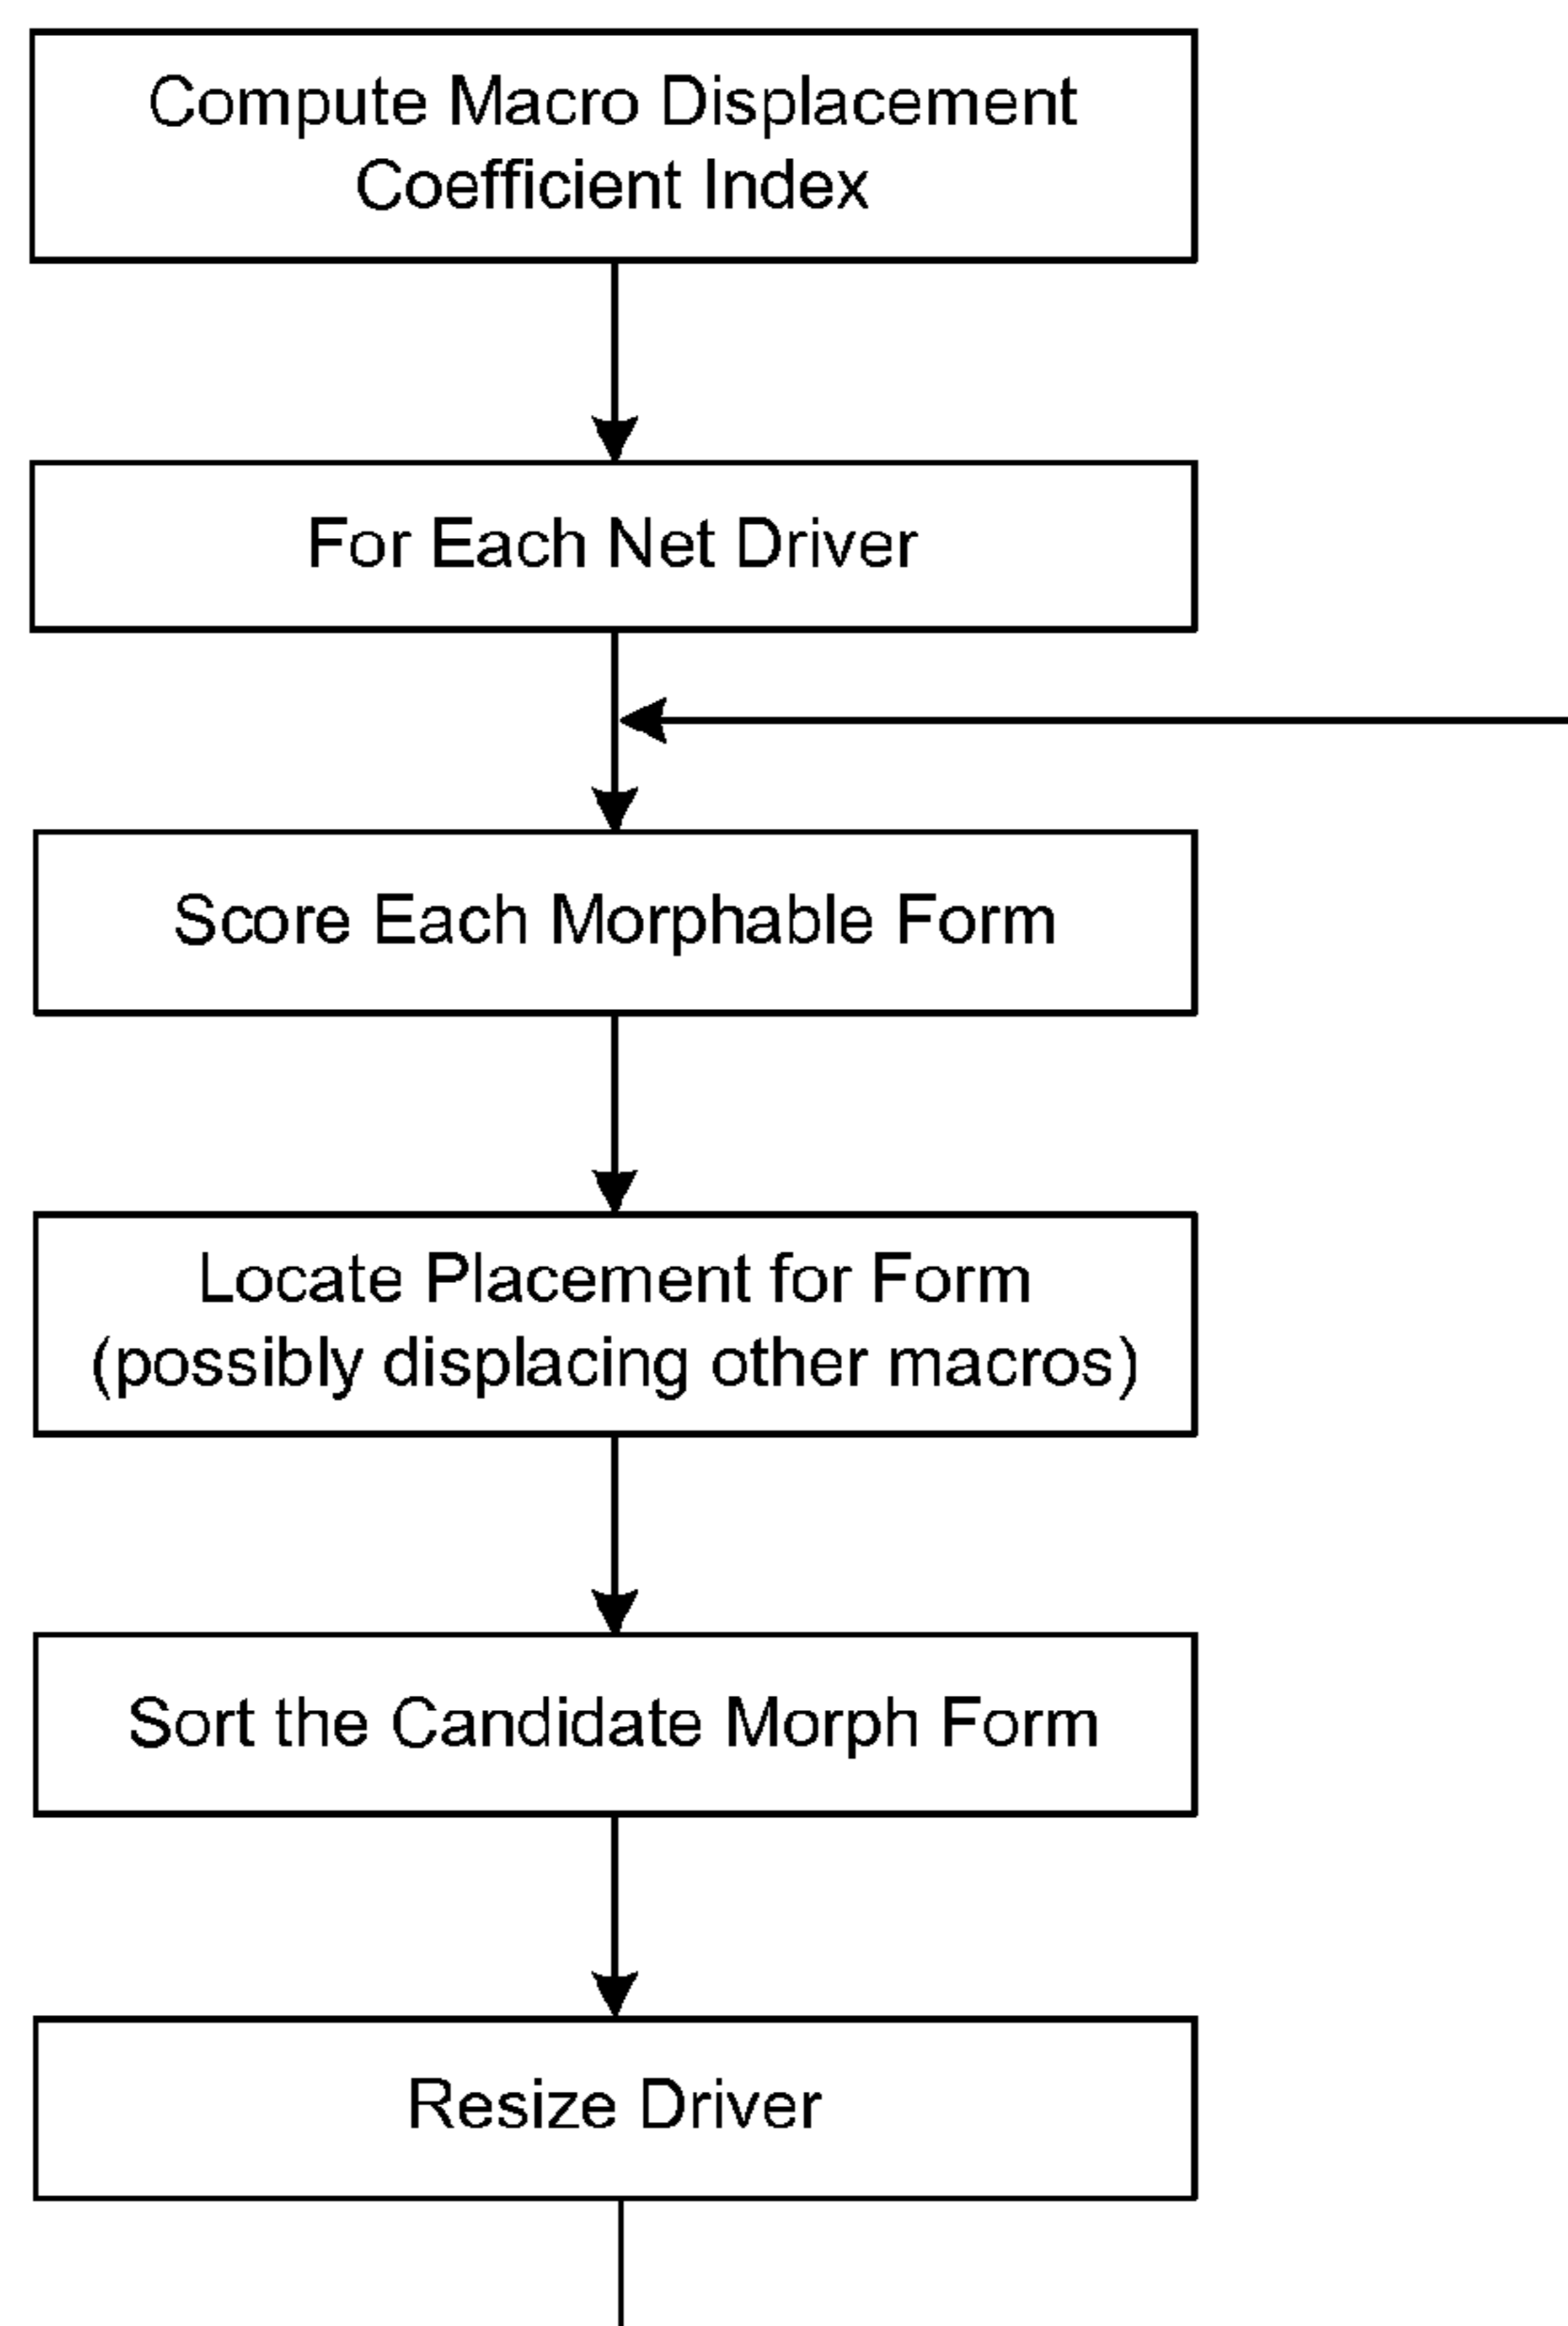 Compute Macro Displacement
Coefficient Index
For Each Net Driver
Score Each Morphable Form
Locate Placement for Form
(possibly displacing other macros)
Sort the Candidate Morph Form
Resize Driver